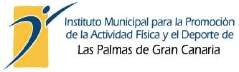 Instituto Municipal para la Promoción
de la Actividad Física y el Deporte de
Las Palmas de Gran Canaria